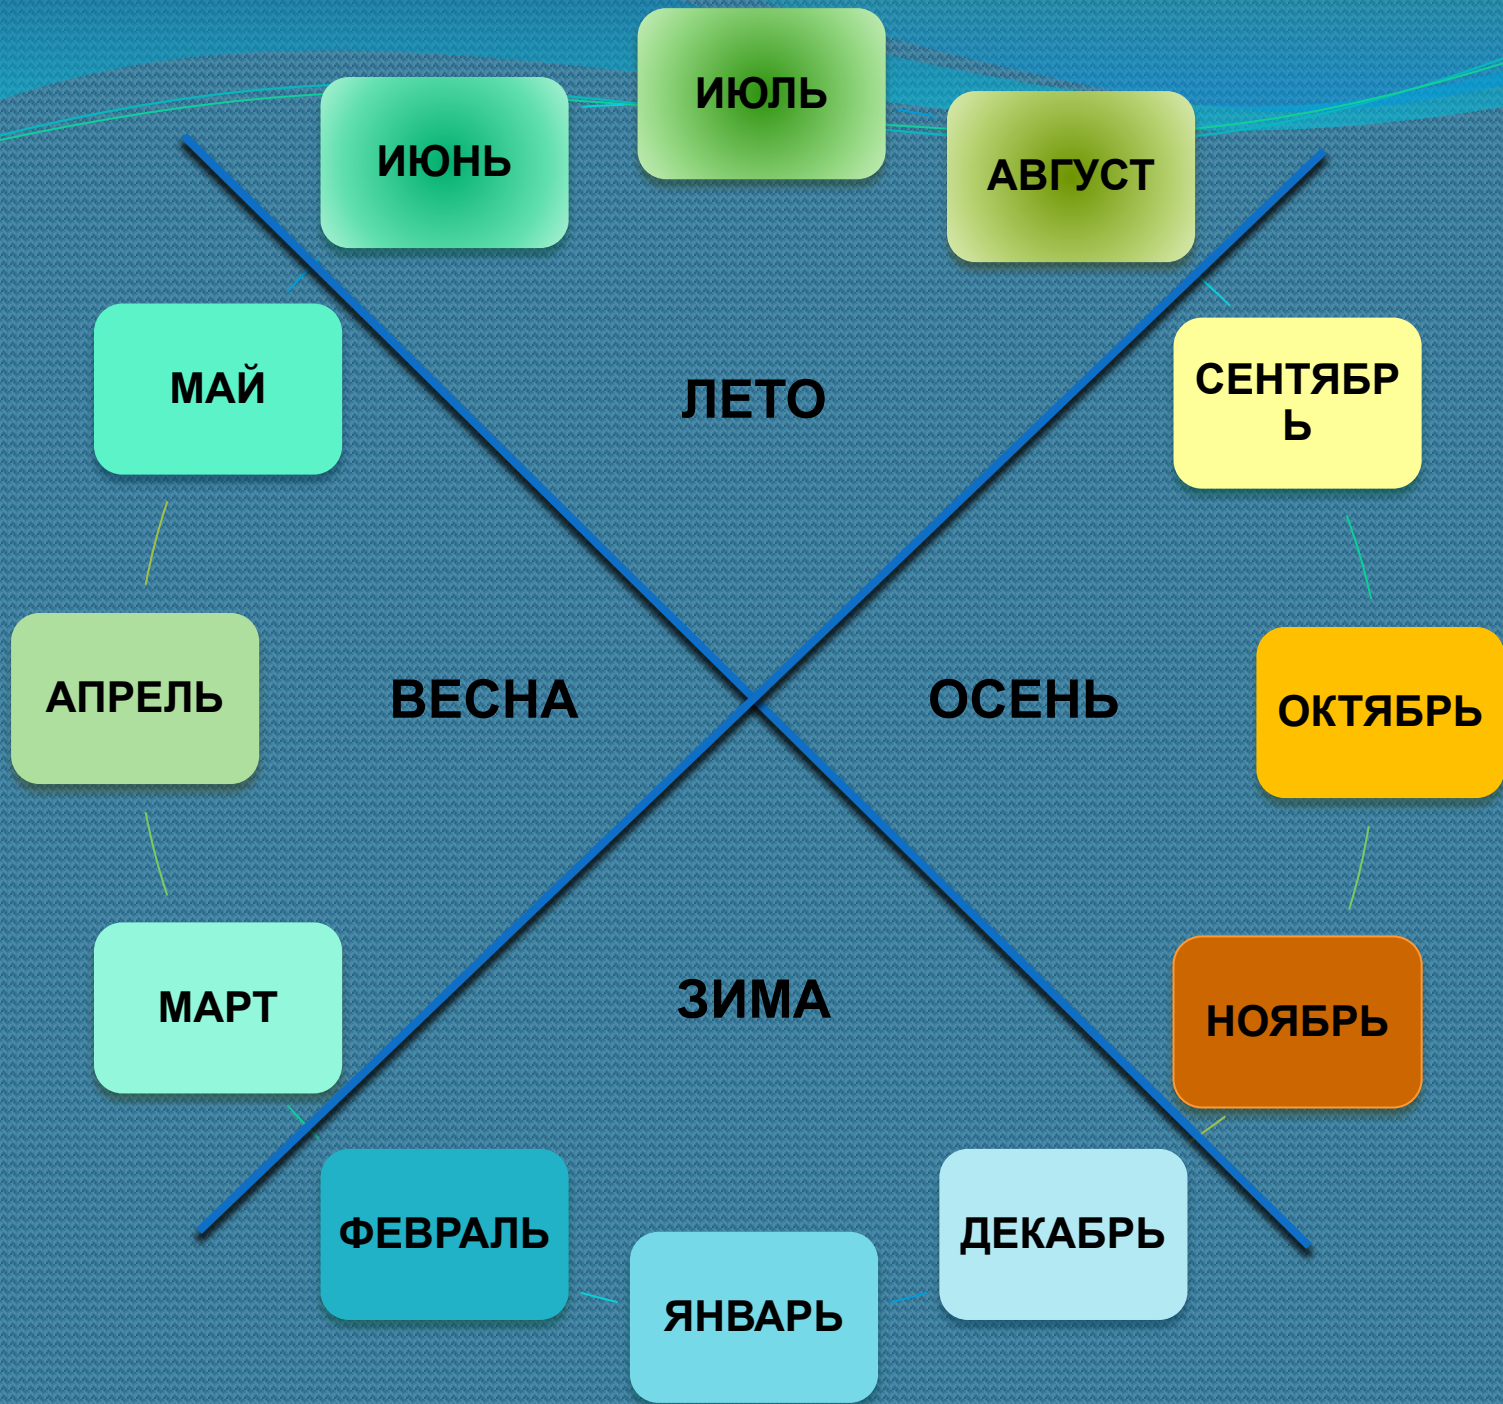 ИЮЛЬ
ИЮНЬ
АВГУСТ
МАЙ
ЛЕТО
СЕНТЯБР
Ь
АПРЕЛЬ
ВЕСНА
ОСЕНЬ
ОКТЯБРЬ
МАРТ
ЗИМА
НОЯБРЬ
ФЕВРАЛЬ
ДЕКАБРЬ
ЯНВАРЬ